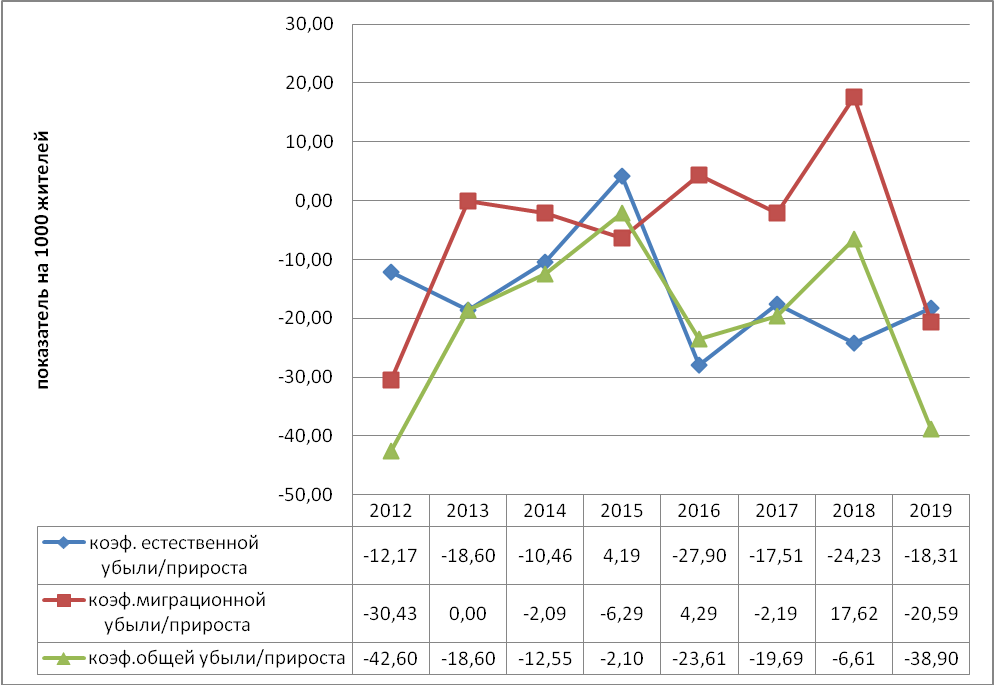 30,00
20,00
10,00
0,00
-10,00
-20,00
-30,00
-40,00
-50,00
показатель на 1000 жителей
2012 2013 2014 2015 2016 2017 2018 2019
коэф. естественной
убыли/прироста
-12,17 -18,60 -10,46 4,19 -27,90 -17,51 -24,23 -18,31
коэф.миграционной
убыли/прироста
-30,43 0,00 -2,09 -6,29 4,29 -2,19 17,62 -20,59
коэф.общей убыли/прироста -42,60 -18,60 -12,55 -2,10 -23,61 -19,69 -6,61 -38,90